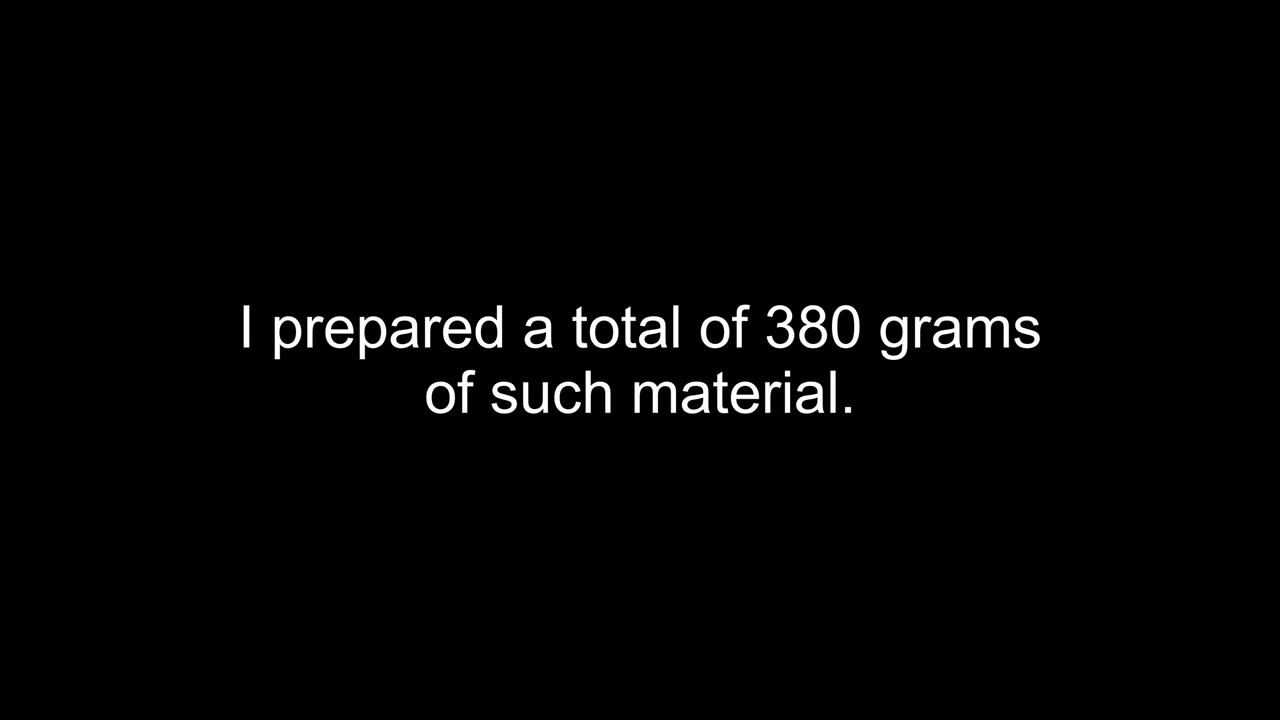 I prepared a total of 380 grams
of such material.